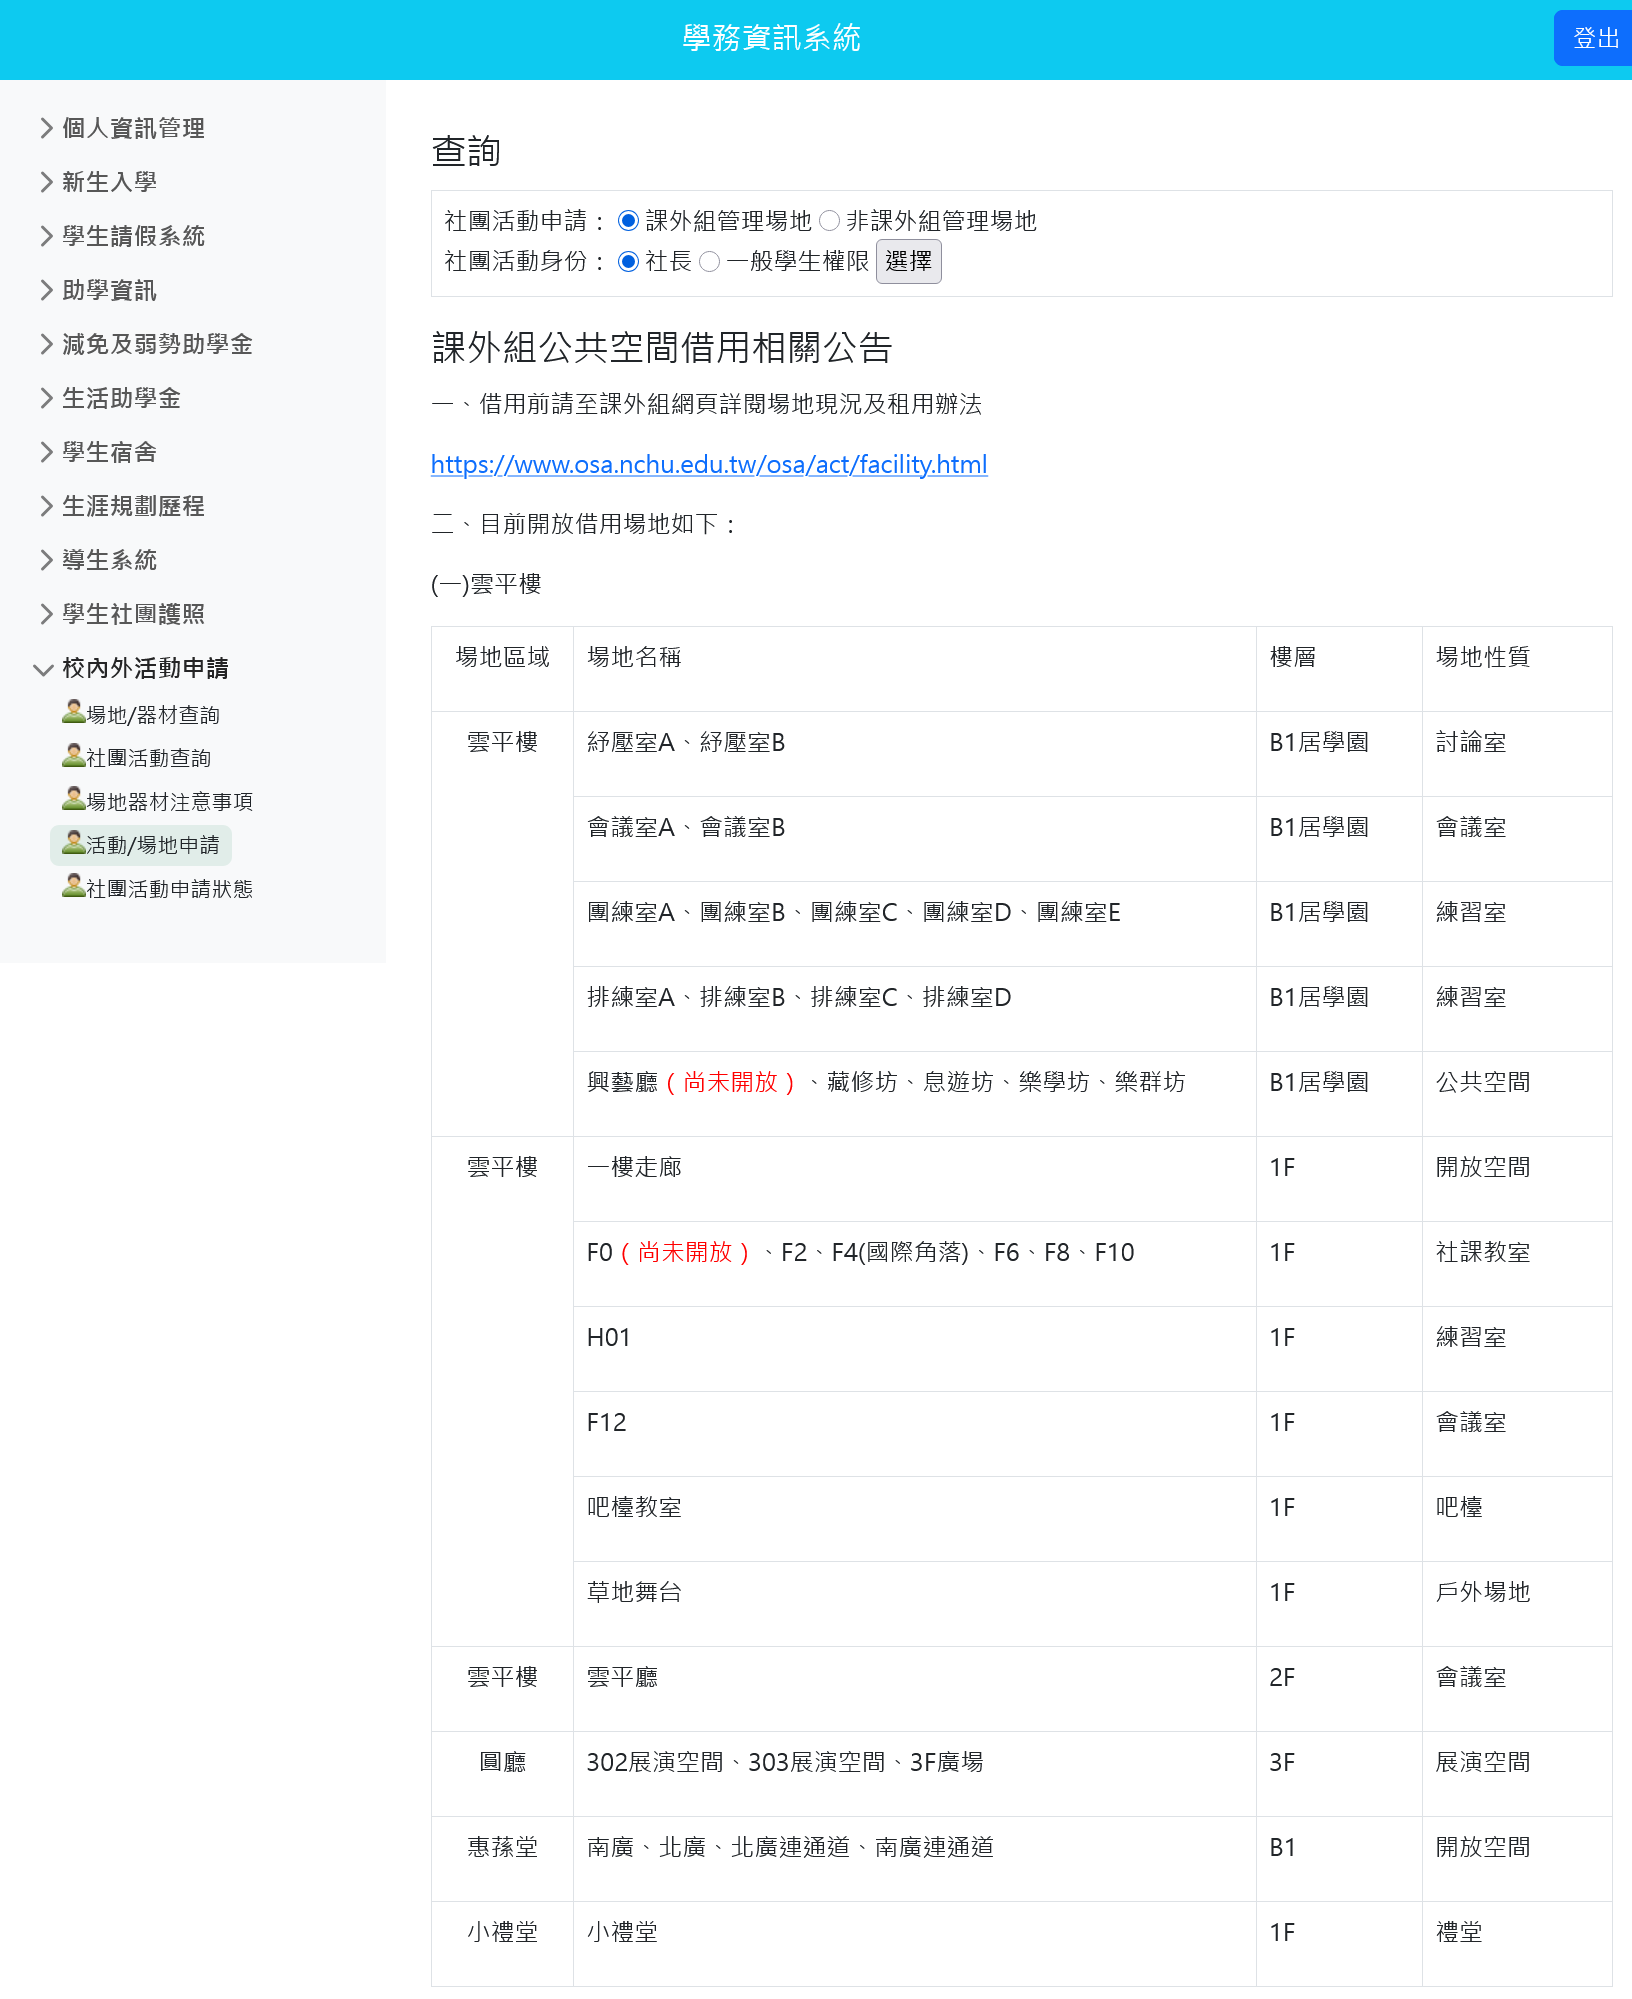 學務資訊系統
登出
個人資訊管理
新生入學
學生請假系統
助學資訊
減免及弱勢助學金
生活助學金
學生宿舍
生涯規劃歷程
導生系統
學生社團護照
校內外活動申請
場地/器材查詢
社團活動查詢
場地器材注意事項
活動/場地申請
社團活動申請狀態
查詢
社團活動申請： 課外組管理場地 非課外組管理場地
社團活動身份： 社長 一般學生權限 選擇
課外組公共空間借用相關公告
一、借用前請至課外組網頁詳閱場地現況及租用辦法
https://www.osa.nchu.edu.tw/osa/act/facility.html
二、目前開放借用場地如下：
(一)雲平樓
場地區域 場地名稱 樓層 場地性質
雲平樓 紓壓室A、紓壓室B B1居學園 討論室
會議室A、會議室B B1居學園 會議室
團練室A、團練室B、團練室C、團練室D、團練室E B1居學園 練習室
排練室A、排練室B、排練室C、排練室D B1居學園 練習室
興藝廳（尚未開放）、藏修坊、息遊坊、樂學坊、樂群坊 B1居學園 公共空間
雲平樓 一樓走廊 1F 開放空間
F0（尚未開放）、F2、F4(國際角落)、F6、F8、F10 1F 社課教室
H01 1F 練習室
F12 1F 會議室
吧檯教室 1F 吧檯
草地舞台 1F 戶外場地
雲平樓 雲平廳 2F 會議室
圓廳 302展演空間、303展演空間、3F廣場 3F 展演空間
惠蓀堂 南廣、北廣、北廣連通道、南廣連通道 B1 開放空間
小禮堂 小禮堂 1F 禮堂